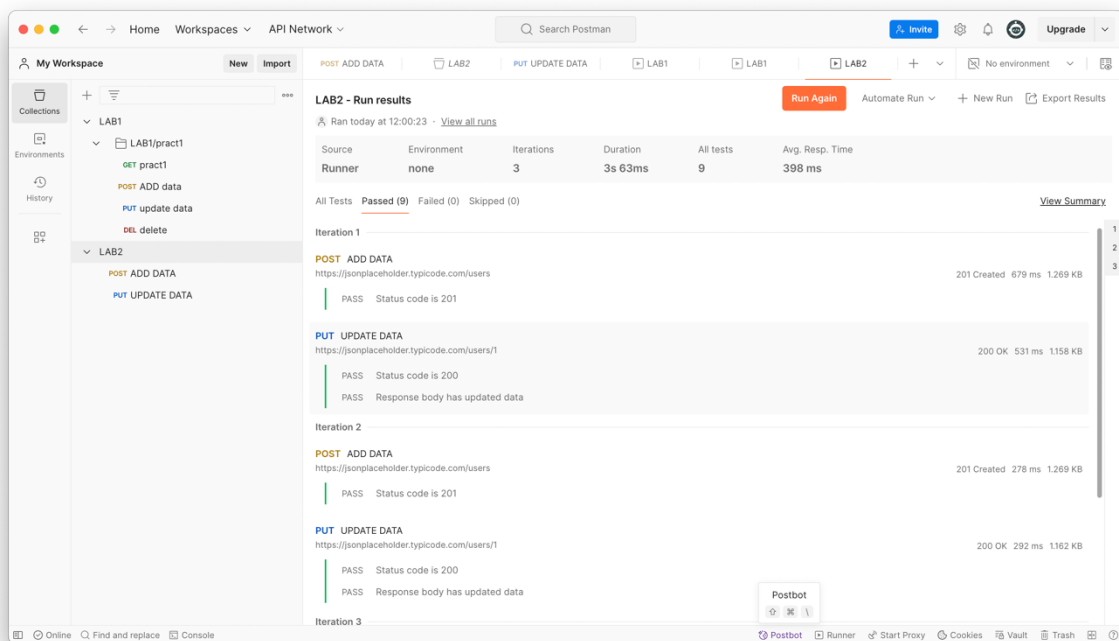 Home Workspaces API Network Search Postman Invite Upgrade
My Workspace New Import POST ADD DATA LAB2 PUT UPDATE DATA LAB1 LAB1 LAB2 No environment
Collections
Environments
History
LAB1
LAB1/pract1
GET pract1
POST ADD data
PUT update data
DEL delete
LAB2
POST ADD DATA
PUT UPDATE DATA
LAB2 - Run results Run Again Automate Run New Run Export Results
Ran today at 12:00:23 · View all runs
Source Environment Iterations Duration All tests Avg. Resp. Time
Runner none 3 3s 63ms 9 398 ms
All Tests Passed (9) Failed (0) Skipped (0) View Summary
Iteration 1
POST ADD DATA
https://jsonplaceholder.typicode.com/users 201 Created 679 ms 1.269 KB
PASS Status code is 201
PUT UPDATE DATA
https://jsonplaceholder.typicode.com/users/1 200 OK 531 ms 1.158 KB
PASS Status code is 200
PASS Response body has updated data
Iteration 2
POST ADD DATA
https://jsonplaceholder.typicode.com/users 201 Created 278 ms 1.269 KB
PASS Status code is 201
PUT UPDATE DATA
https://jsonplaceholder.typicode.com/users/1 200 OK 292 ms 1.162 KB
PASS Status code is 200
PASS Response body has updated data
Iteration 3
1
2
3
Postbot
⇧ ⌘ \
Online Find and replace Console Postbot Runner Start Proxy Cookies Vault Trash